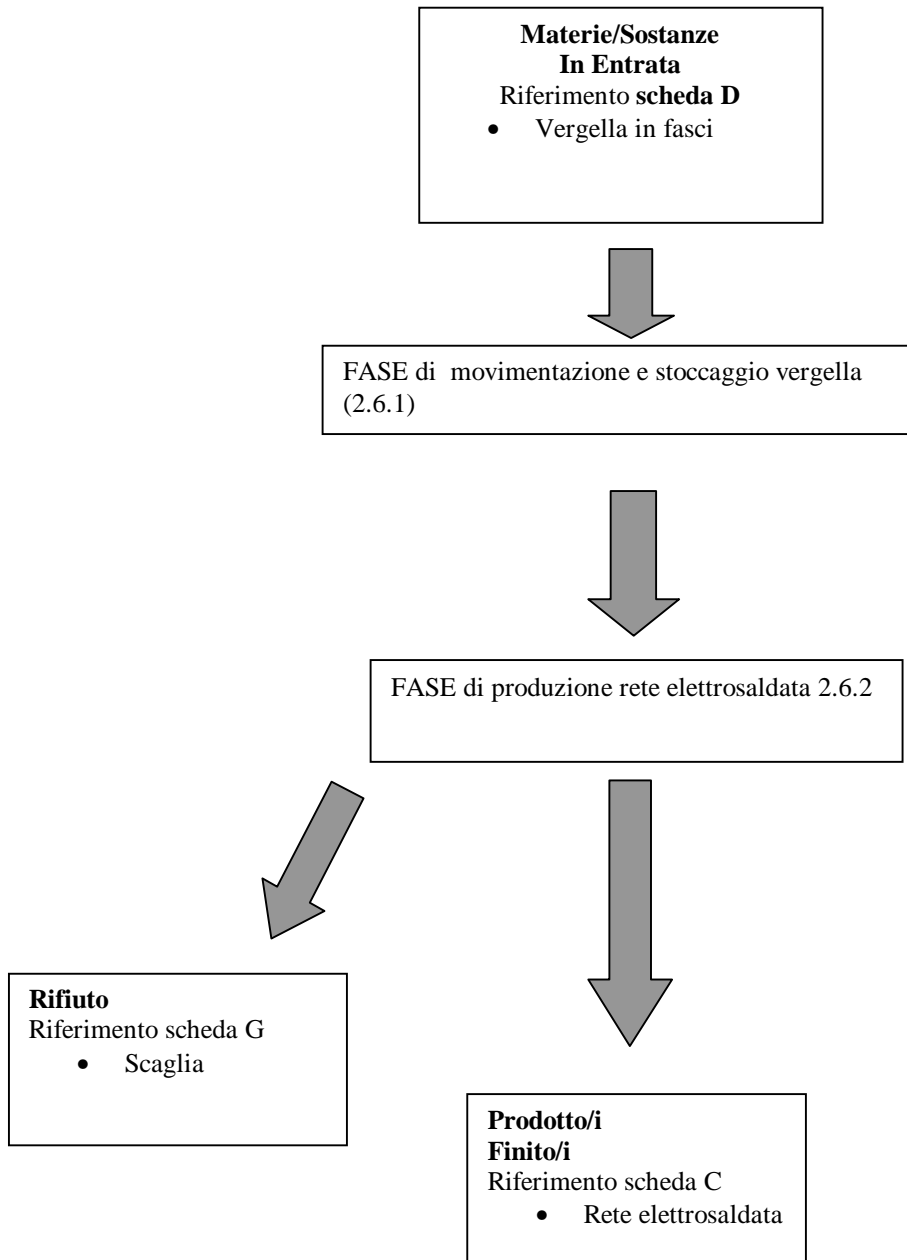 Materie/Sostanze
In Entrata
Riferimento scheda D
• Vergella in fasci
FASE di movimentazione e stoccaggio vergella
(2.6.1)
FASE di produzione rete elettrosaldata 2.6.2
Rifiuto
Riferimento scheda G
• Scaglia
Prodotto/i
Finito/i
Riferimento scheda C
• Rete elettrosaldata